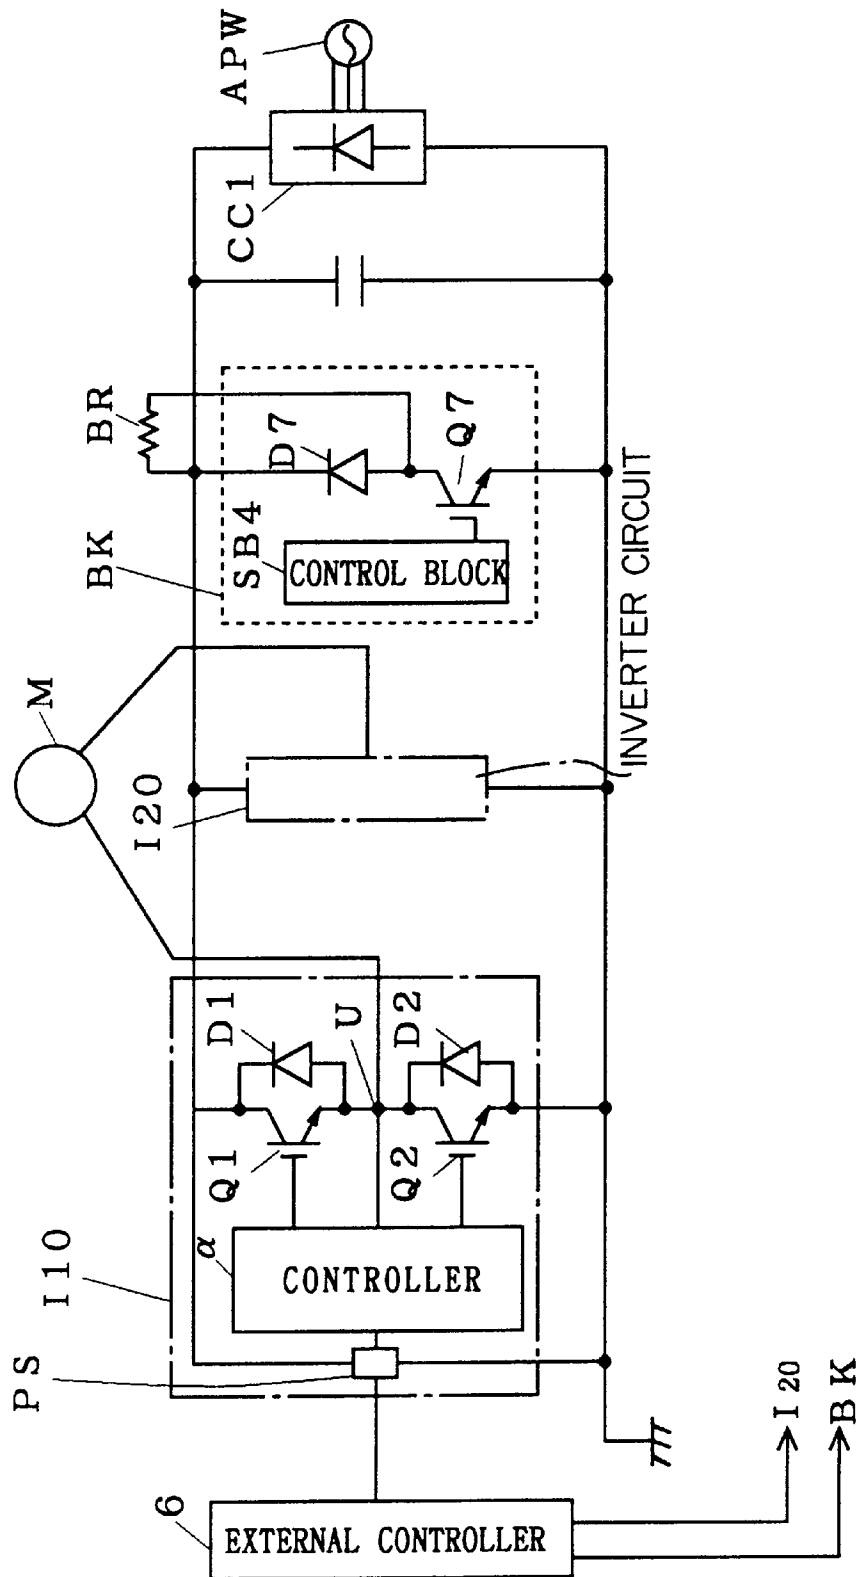 APW
CC1
BR
D7
Q7
BK
SB4
CONTROL BLOCK
INVERTER CIRCUIT
M
I20
D1
U
D2
Q1
Q2
α
CONTROLLER
I10
PS
6
EXTERNAL CONTROLLER
I20
BK